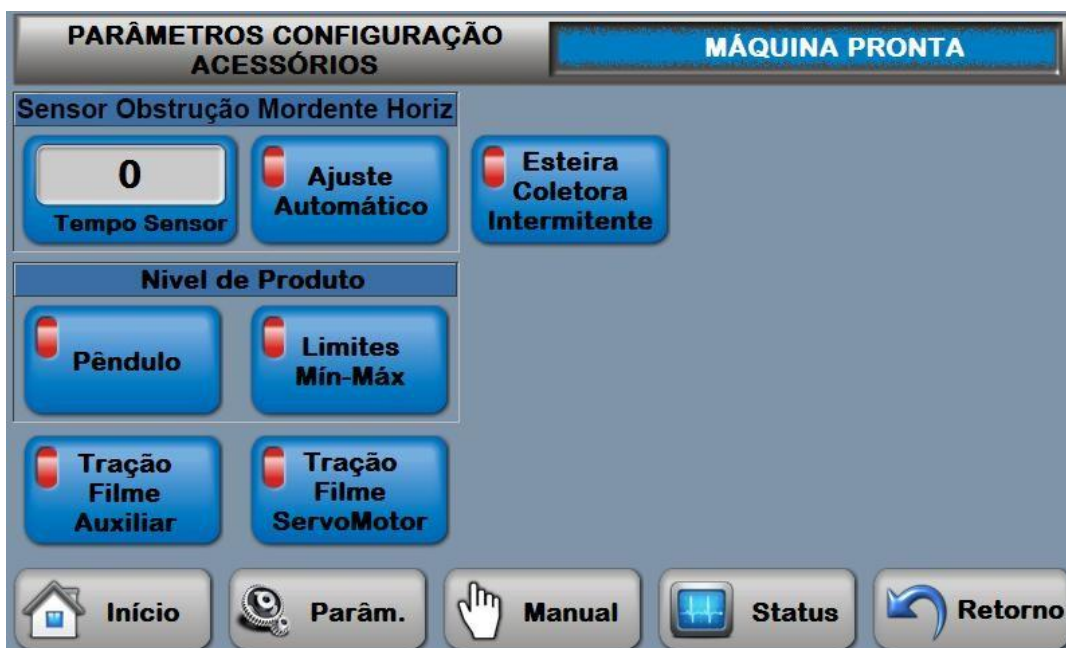 PARÂMETROS CONFIGURAÇÃO
ACESSÓRIOS
MÁQUINA PRONTA
Sensor Obstrução Mordente Horiz
0
Tempo Sensor
Ajuste
Automático
Esteira
Coletora
Intermitente
Nivel de Produto
Pêndulo
Limites
Mín-Máx
Tração
Filme
Auxiliar
Tração
Filme
ServoMotor
Início
Parâm.
Manual
Status
Retorno